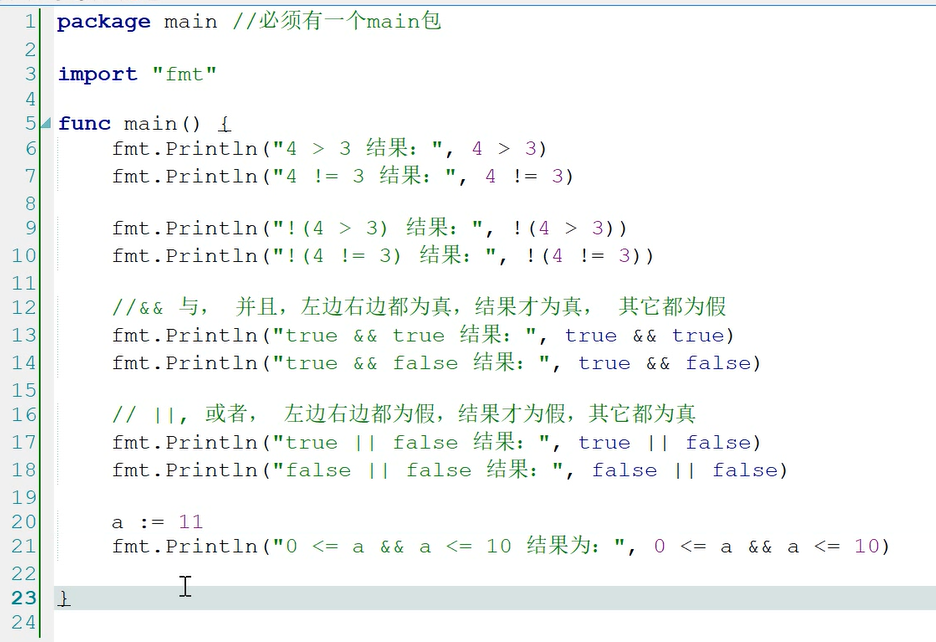 1 package main //必须有一个main包
2
3 import "fmt"
4
5 func main() {
6 fmt.Println("4 > 3 结果: ", 4 > 3)
7 fmt.Println("4 != 3 结果: ", 4 != 3)
8
9 fmt.Println("!(4 > 3) 结果: ", !(4 > 3))
10 fmt.Println("!(4 != 3) 结果: ", !(4 != 3))
11
12 //&& 与, 并且,左边右边都为真,结果才为真, 其它都为假
13 fmt.Println("true && true 结果: ", true && true)
14 fmt.Println("true && false 结果: ", true && false)
15
16 // ||, 或者, 左边右边都为假,结果才为假,其它都为真
17 fmt.Println("true || false 结果: ", true || false)
18 fmt.Println("false || false 结果: ", false || false)
19
20 a := 11
21 fmt.Println("0 <= a && a <= 10 结果为: ", 0 <= a && a <= 10)
22
23 }
24